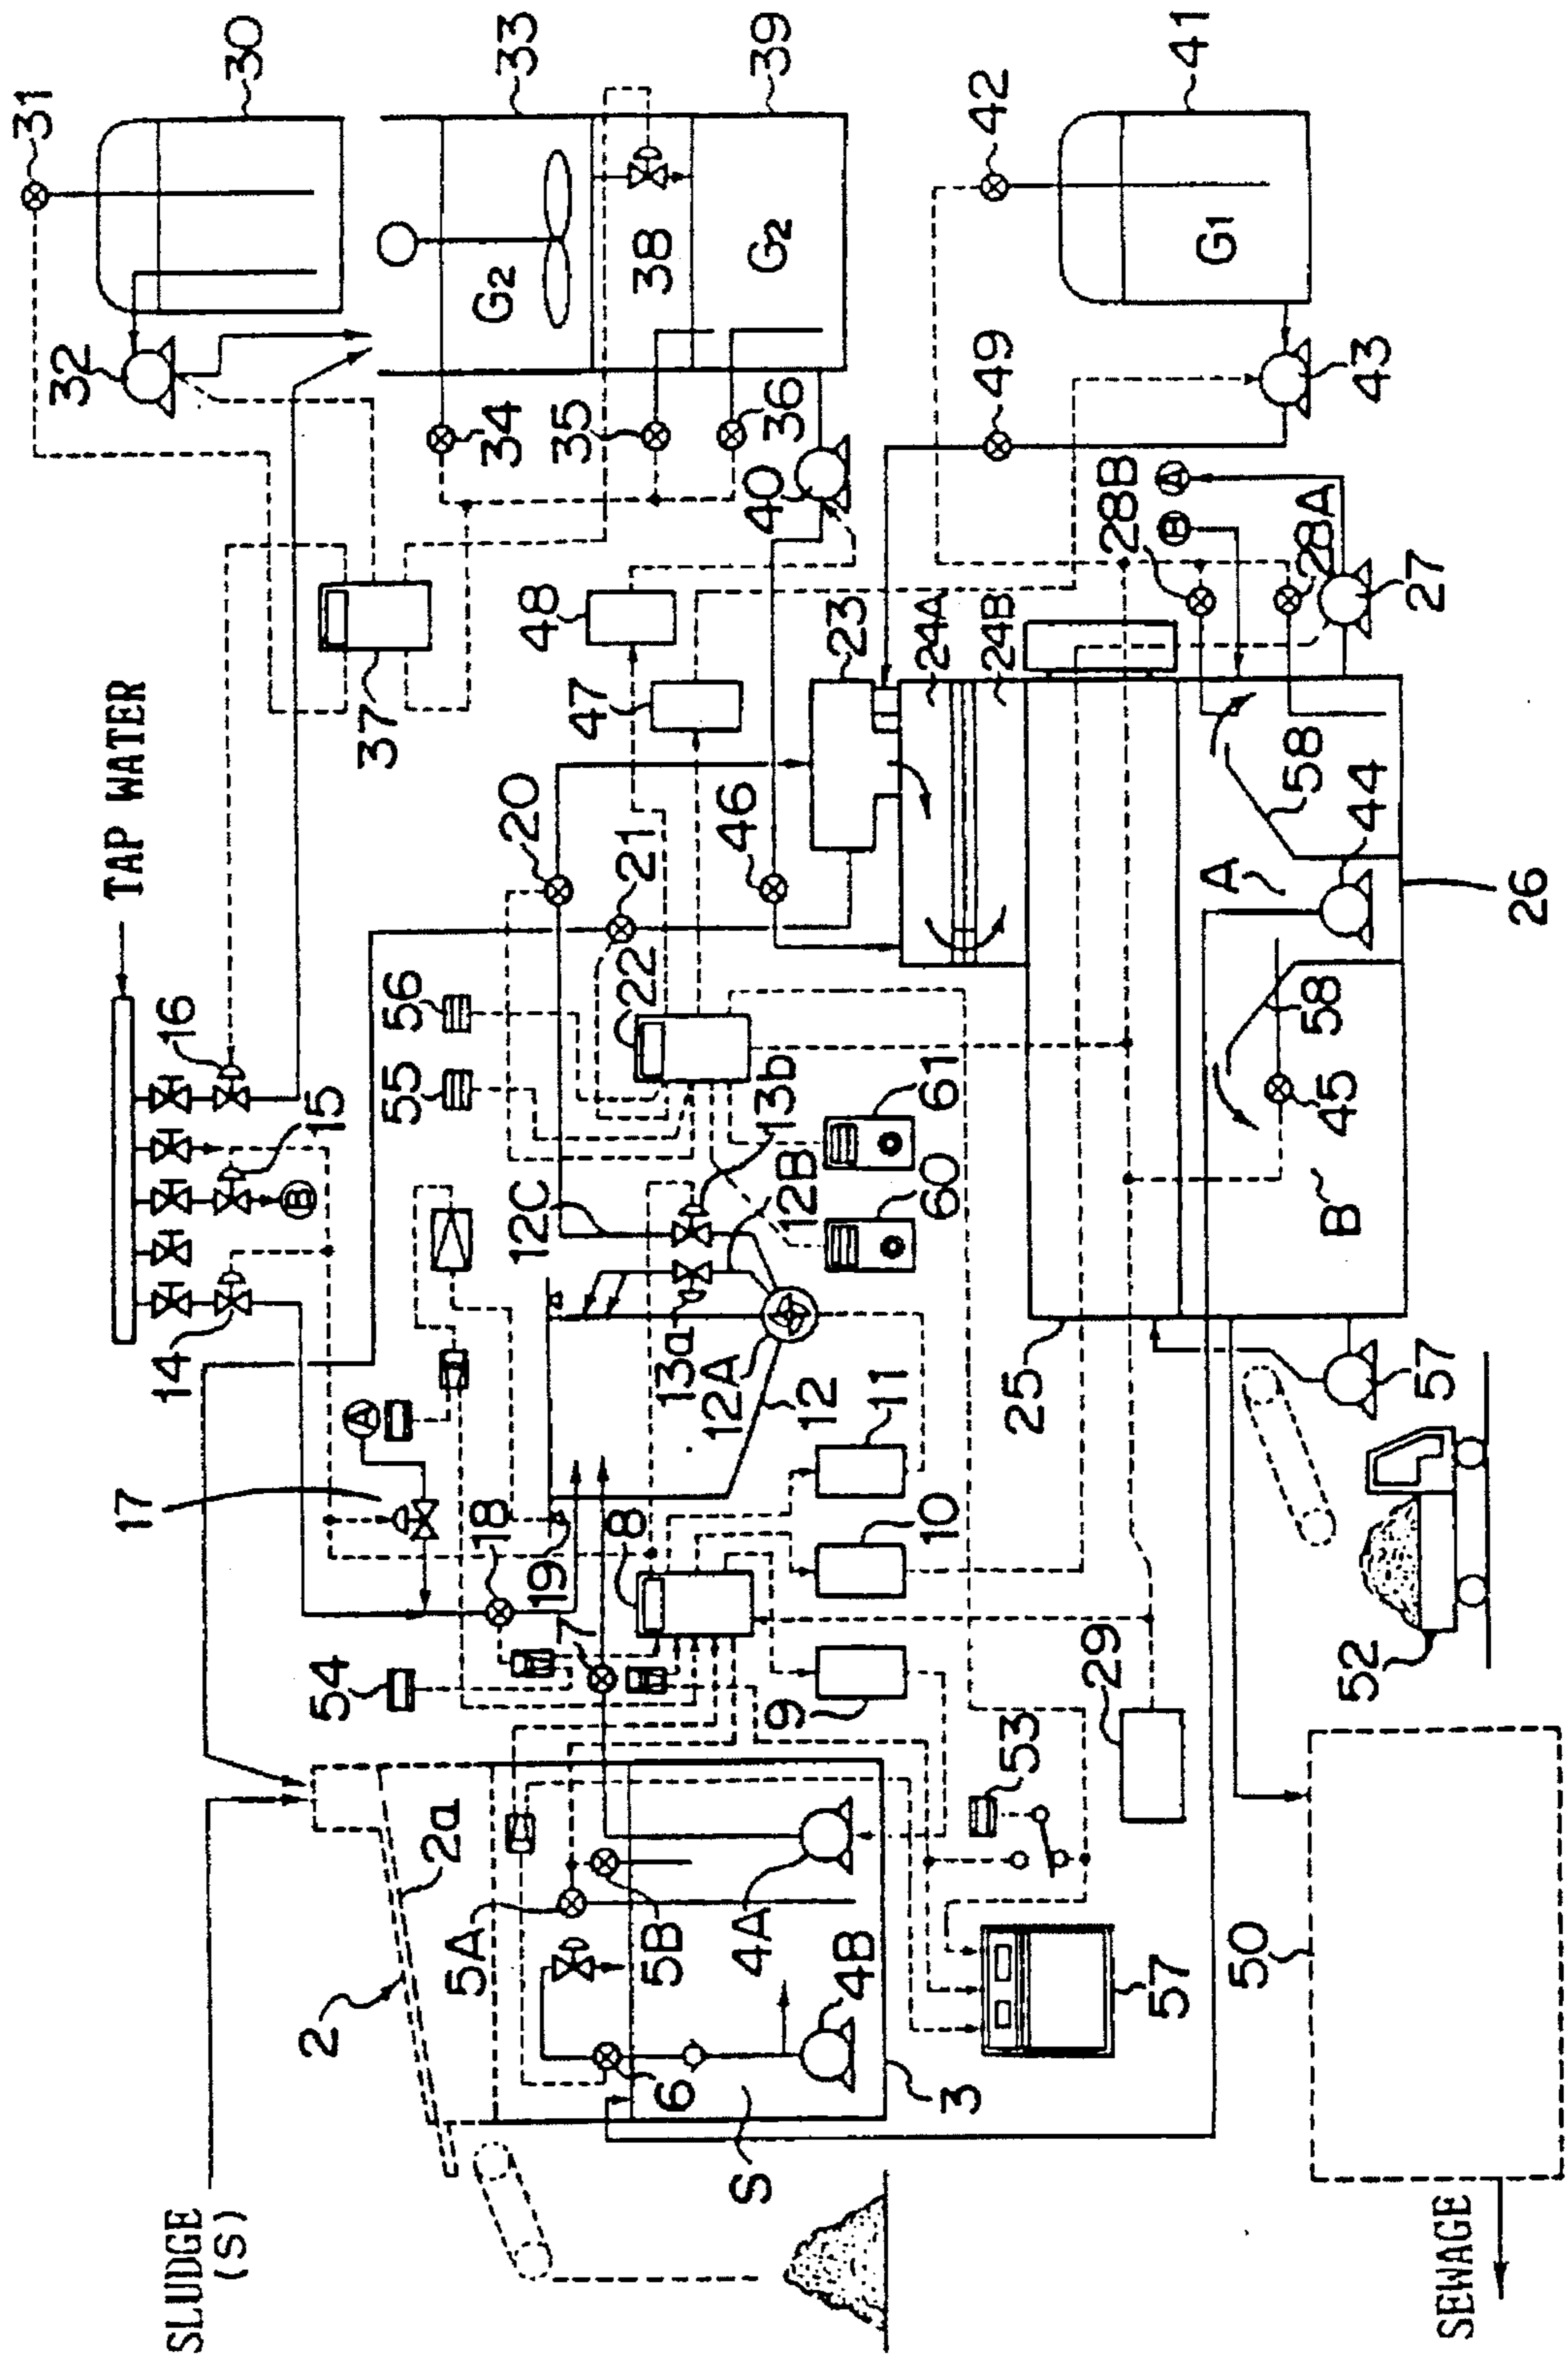 31
32
TAP WATER
17
SLUDGE
14
16
(S)
30
B
2
54
15
A
37
55
56
2a
5A
18
G2
34
20
33
12C
19
48
7
35
47
8
22
21
38
5B
6
13a
12A
46
S
4A
40
9
13b
G2
39
36
12B
12
4B
23
11
24A
10
60
61
3
24B
49
42
53
25
29
28B
57
B
A
41
A
G1
50
58
58
28A
B
45
52
44
43
57
27
SEWAGE
26